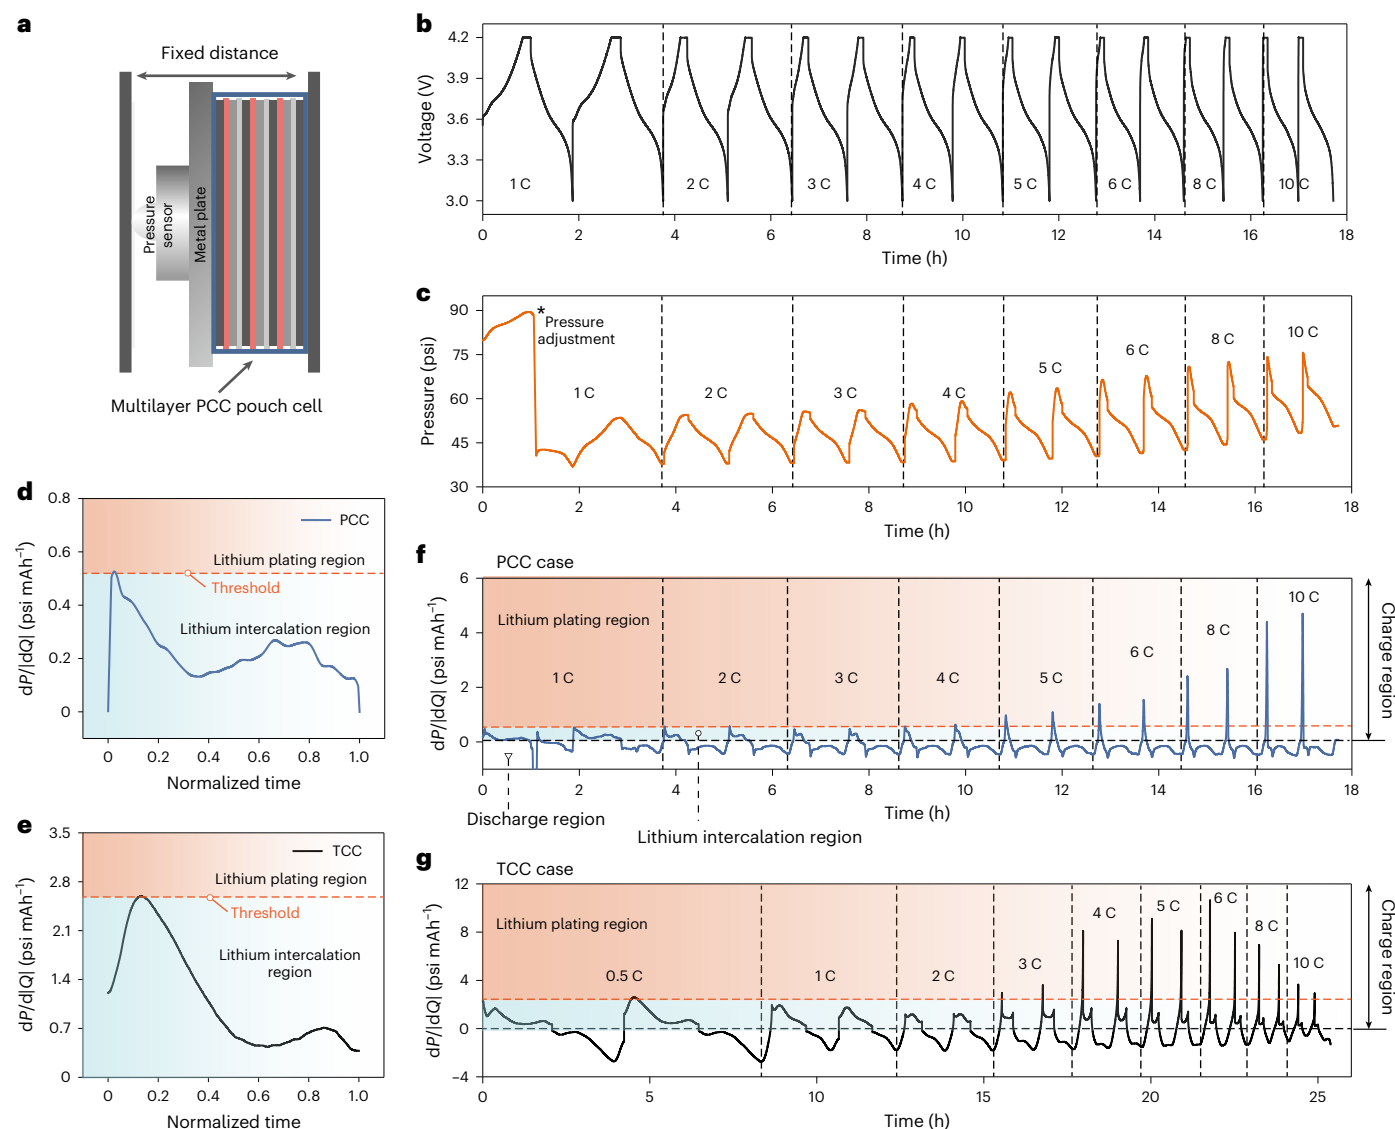 a
Fixed distance
Pressure
sensor
Metal plate
Multilayer PCC pouch cell
b
Voltage (V)
4.2
3.9
3.6
3.3
3.0
1 C
2 C
3 C
4 C
5 C
6 C
8 C
10 C
0
2
4
6
8
10
12
14
16
18
Time (h)
c
Pressure (psi)
90
75
60
45
30
*
Pressure
adjustment
1 C
2 C
3 C
4 C
5 C
6 C
8 C
10 C
0
2
4
6
8
10
12
14
16
18
Time (h)
d
dP/|dQ| (psi mAh⁻¹)
0.8
0.6
0.4
0.2
0
PCC
Lithium plating region
Threshold
Lithium intercalation region
0
0.2
0.4
0.6
0.8
1.0
Normalized time
e
dP/d|Q| (psi mAh⁻¹)
3.5
2.8
2.1
1.4
0.7
0
TCC
Lithium plating region
Threshold
Lithium intercalation
region
0
0.2
0.4
0.6
0.8
1.0
Normalized time
f
PCC case
dP/|dQ| (psi mAh⁻¹)
6
4
2
0
Lithium plating region
1 C
2 C
3 C
4 C
5 C
6 C
8 C
10 C
Charge region
0
2
4
6
8
10
12
14
16
18
Time (h)
Discharge region
Lithium intercalation region
g
TCC case
dP/|dQ| (psi mAh⁻¹)
12
8
4
0
−4
Lithium plating region
0.5 C
1 C
2 C
3 C
4 C
5 C
6 C
8 C
10 C
Charge region
0
5
10
15
20
25
Time (h)